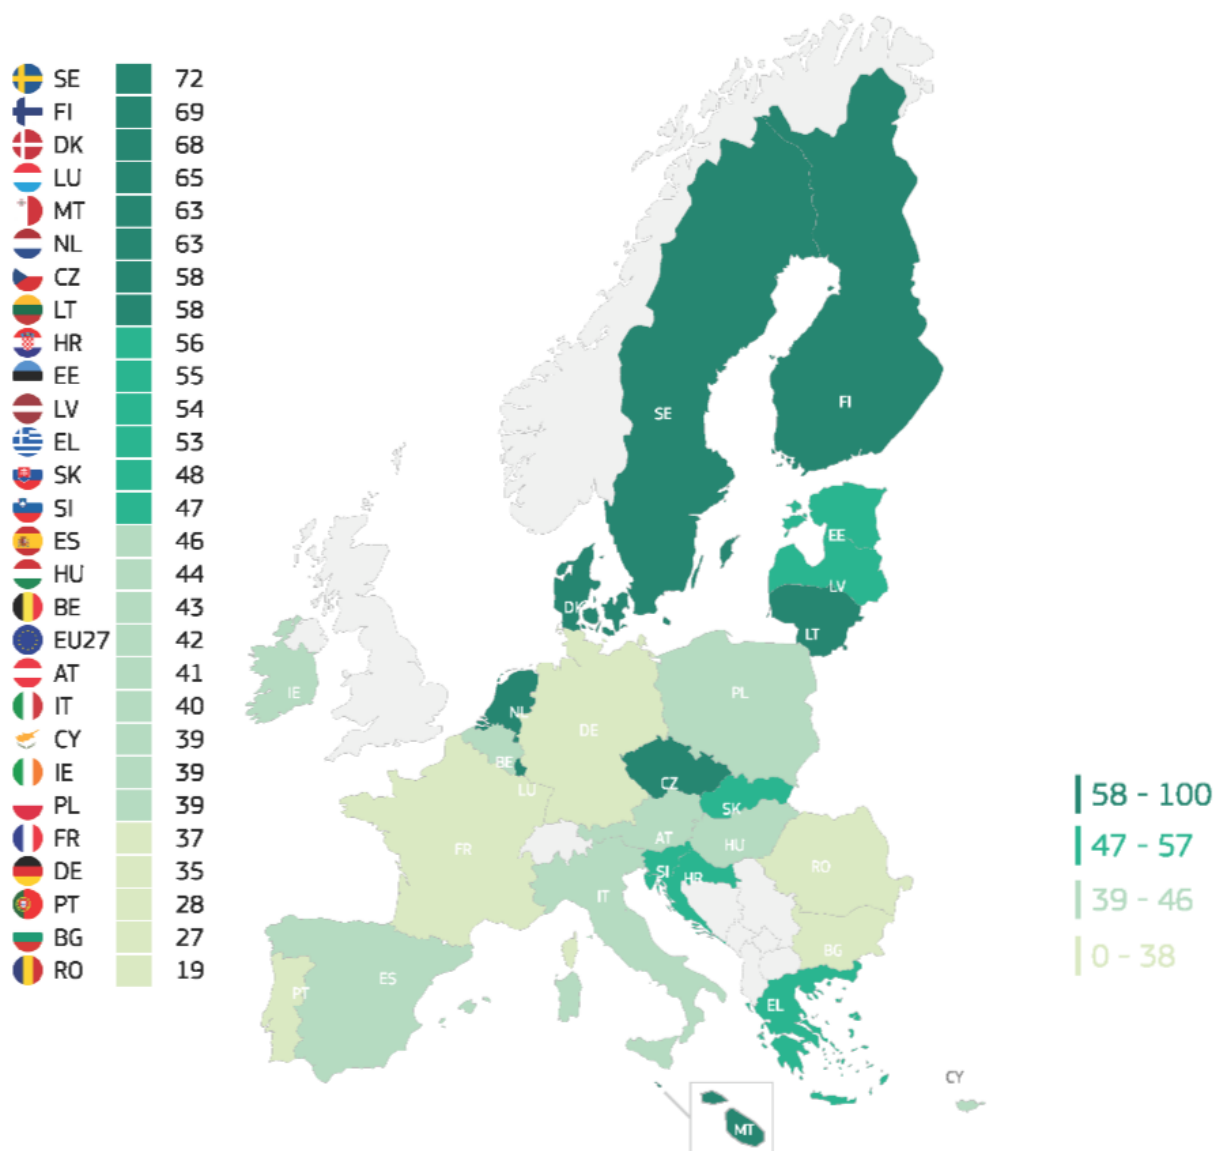 SE 72
FI 69
DK 68
LU 65
MT 63
NL 63
CZ 58
LT 58
HR 56
EE 55
LV 54
EL 53
SK 48
SI 47
ES 46
HU 44
BE 43
EU27 42
AT 41
IT 40
CY 39
IE 39
PL 39
FR 37
DE 35
PT 28
BG 27
RO 19
SE
FI
EE
LV
DK
LT
IE
PL
NL
DE
BE
CZ
LU
SK
AT
HU
FR
RO
SI
HR
IT
BG
ES
PT
EL
CY
MT
58 - 100
47 - 57
39 - 46
0 - 38